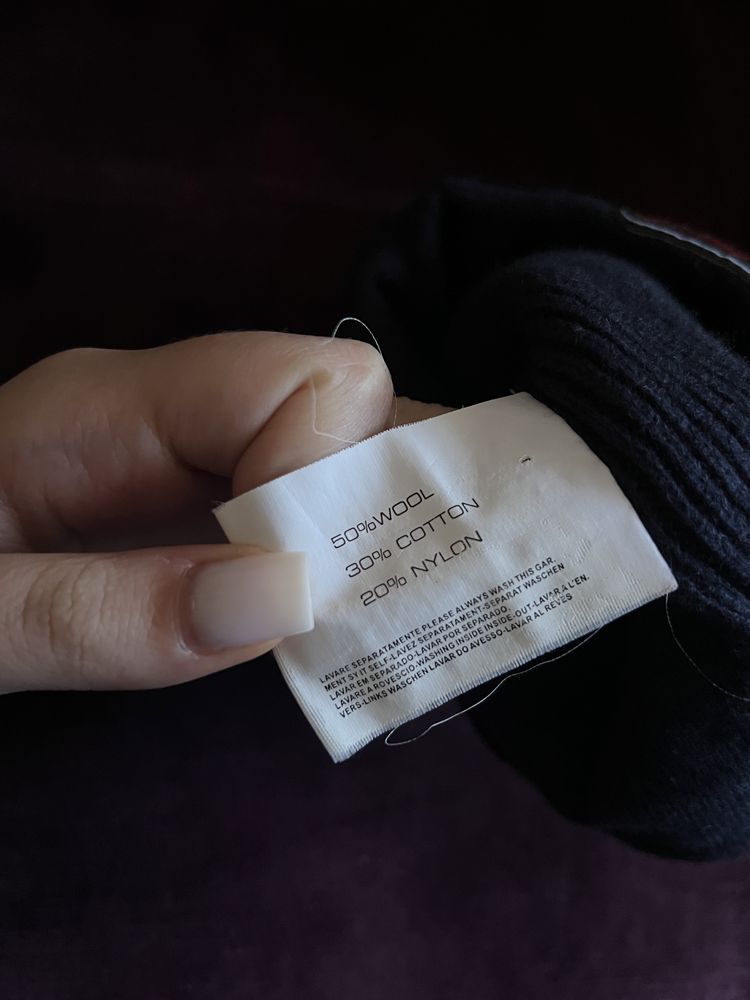 50%WOOL
30% COTTON
20% NYLON
LAVARE SEPARATAMENTE PLEASE ALWAYS WASH THIS GAR.
MENT SY IT SELF-LAVEZ SEPARATAMENT-SEPARAT WASCHEN
LAVAR EM SEPARADO-LAVAR POR SEPARADO.
LAVARE A ROVESCIO-WASHING INSIDE INSIDE-OUT-LAVAR A L'EN.
VERS-LINKS WASCHEN LAVAR DO AVESSO-LAVAR AL REVES